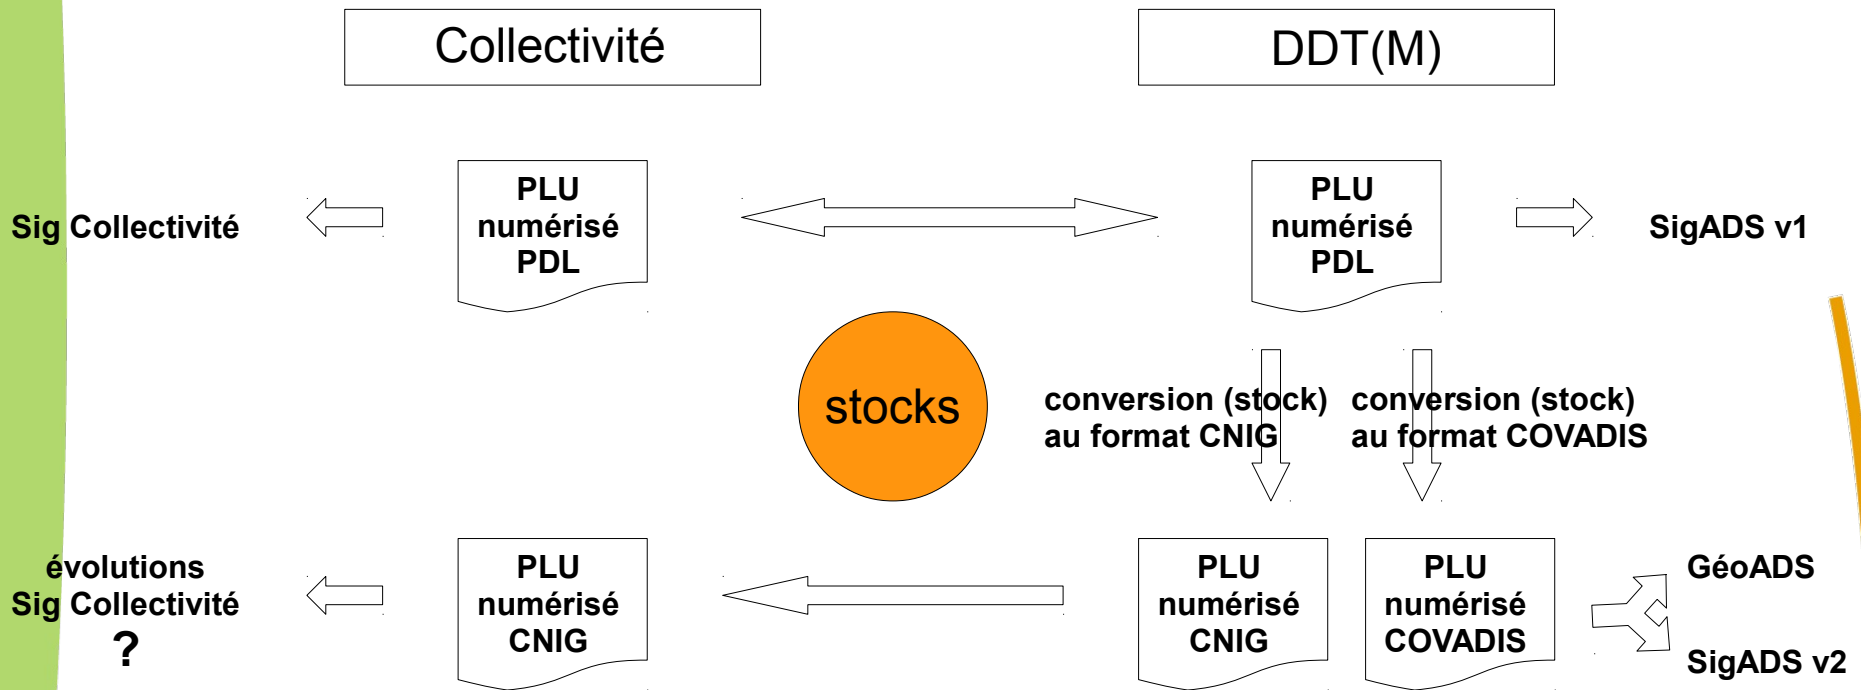 Collectivité
DDT(M)
Sig Collectivité
PLU
numérisé
PDL
PLU
numérisé
PDL
SigADS v1
stocks
conversion (stock)
au format CNIG
conversion (stock)
au format COVADIS
évolutions
Sig Collectivité
?
PLU
numérisé
CNIG
PLU
numérisé
CNIG
PLU
numérisé
COVADIS
GéoADS
SigADS v2